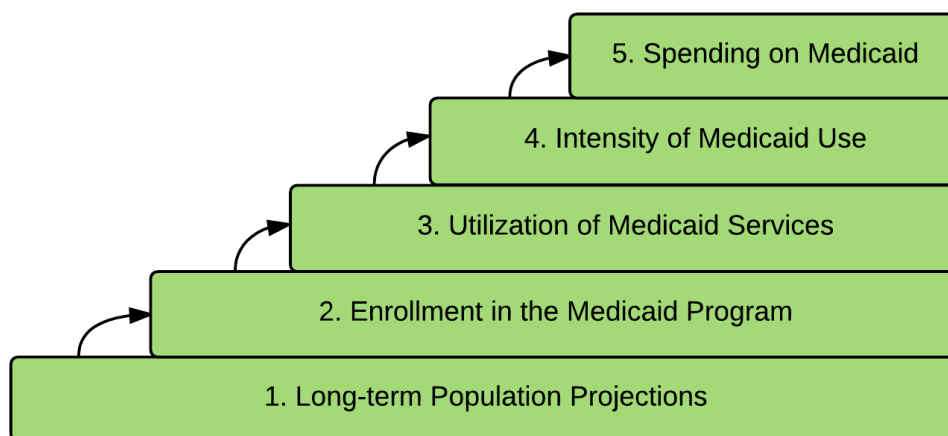 5. Spending on Medicaid
4. Intensity of Medicaid Use
3. Utilization of Medicaid Services
2. Enrollment in the Medicaid Program
1. Long-term Population Projections